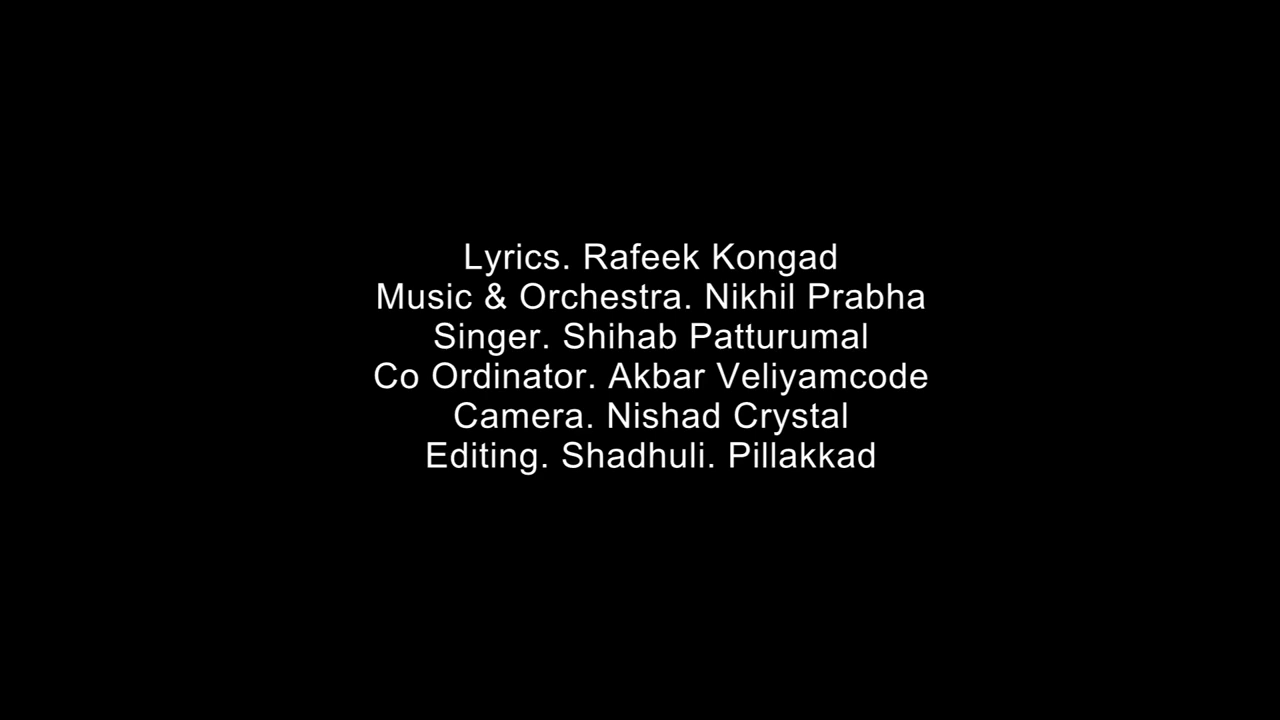 Lyrics. Rafeek Kongad
Music & Orchestra. Nikhil Prabha
Singer. Shihab Patturumal
Co Ordinator. Akbar Veliyamcode
Camera. Nishad Crystal
Editing. Shadhuli. Pillakkad